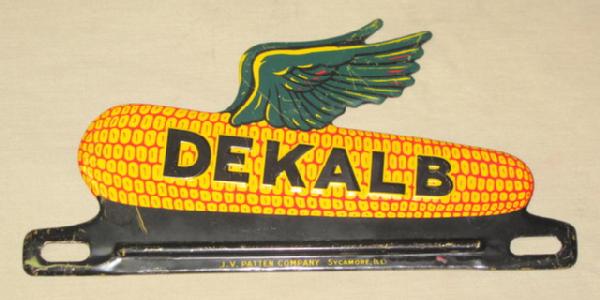 DEKALB
J.V. PATTEN COMPANY SYCAMORE, ILL.